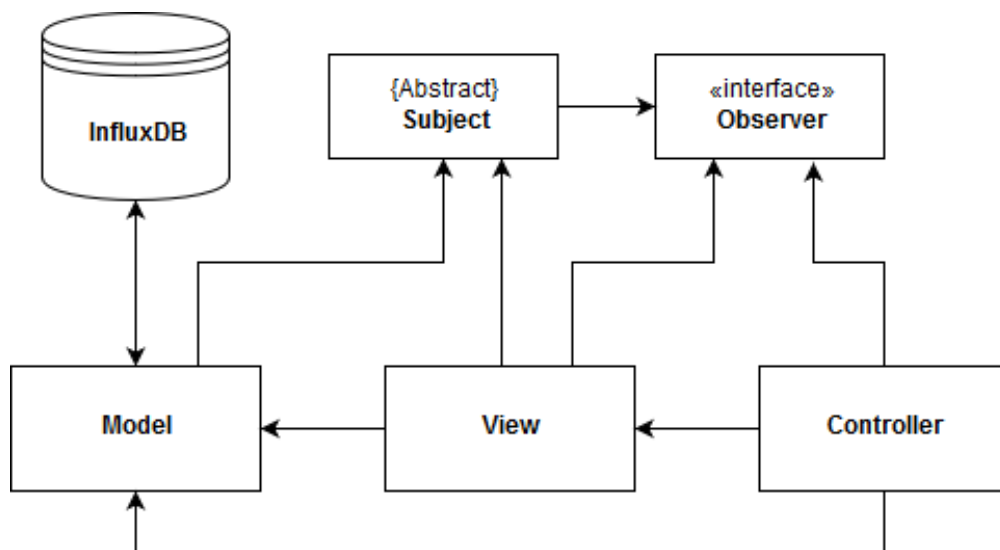 InfluxDB
{Abstract}
Subject
«interface»
Observer
Model
View
Controller